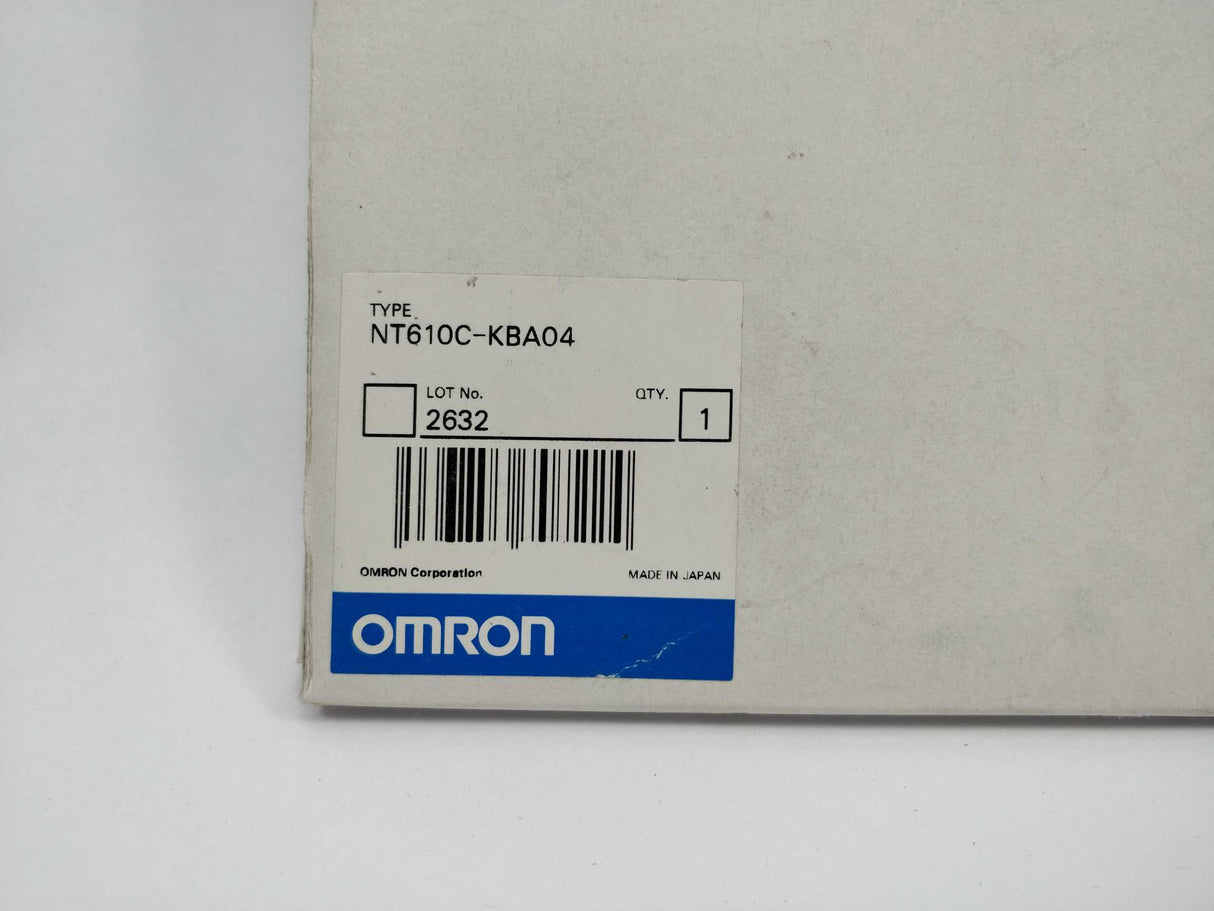 TYPE
NT610C-KBA04
LOT No. QTY.
2632 1
OMRON Corporation MADE IN JAPAN
OMRON